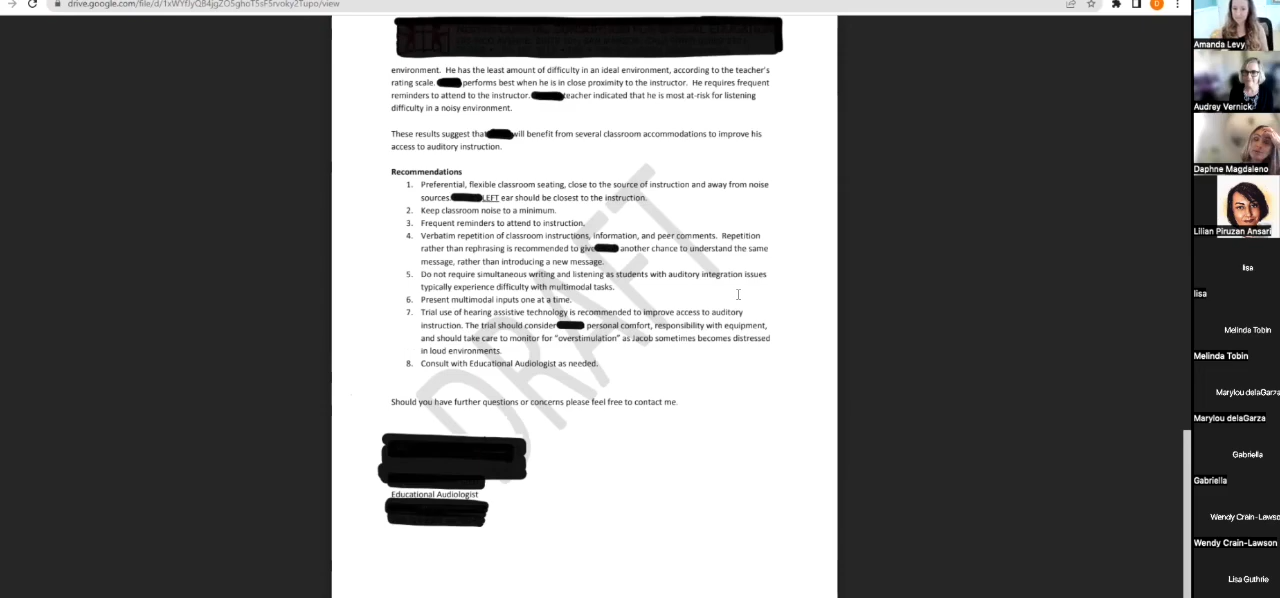 drive.google.com/file/d/1xWYfJyQB4jgZO5ghoT5sF5rvoky2Tupo/view
environment. He has the least amount of difficulty in an ideal environment, according to the teacher's
rating scale. performs best when he is in close proximity to the instructor. He requires frequent
reminders to attend to the instructor. teacher indicated that he is most at-risk for listening
difficulty in a noisy environment.
These results suggest that will benefit from several classroom accommodations to improve his
access to auditory instruction.
Recommendations
1. Preferential, flexible classroom seating, close to the source of instruction and away from noise
sources. LEFT ear should be closest to the instruction.
2. Keep classroom noise to a minimum.
3. Frequent reminders to attend to instruction.
4. Verbatim repetition of classroom instructions, information, and peer comments. Repetition
rather than rephrasing is recommended to give another chance to understand the same
message, rather than introducing a new message.
5. Do not require simultaneous writing and listening as students with auditory integration issues
typically experience difficulty with multimodal tasks.
6. Present multimodal inputs one at a time.
7. Trial use of hearing assistive technology is recommended to improve access to auditory
instruction. The trial should consider personal comfort, responsibility with equipment,
and should take care to monitor for "overstimulation" as Jacob sometimes becomes distressed
in loud environments.
8. Consult with Educational Audiologist as needed.
Should you have further questions or concerns please feel free to contact me.
Educational Audiologist
DRAFT
Amanda Levy
Audrey Vernick
Daphne Magdaleno
Lilian Piruzan Ansari
lisa
lisa
Melinda Tobin
Melinda Tobin
Marylou delaGarza
Marylou delaGarza
Gabriella
Gabriella
Wendy Crain-Lawso
Wendy Crain-Lawson
Lisa Guthrie